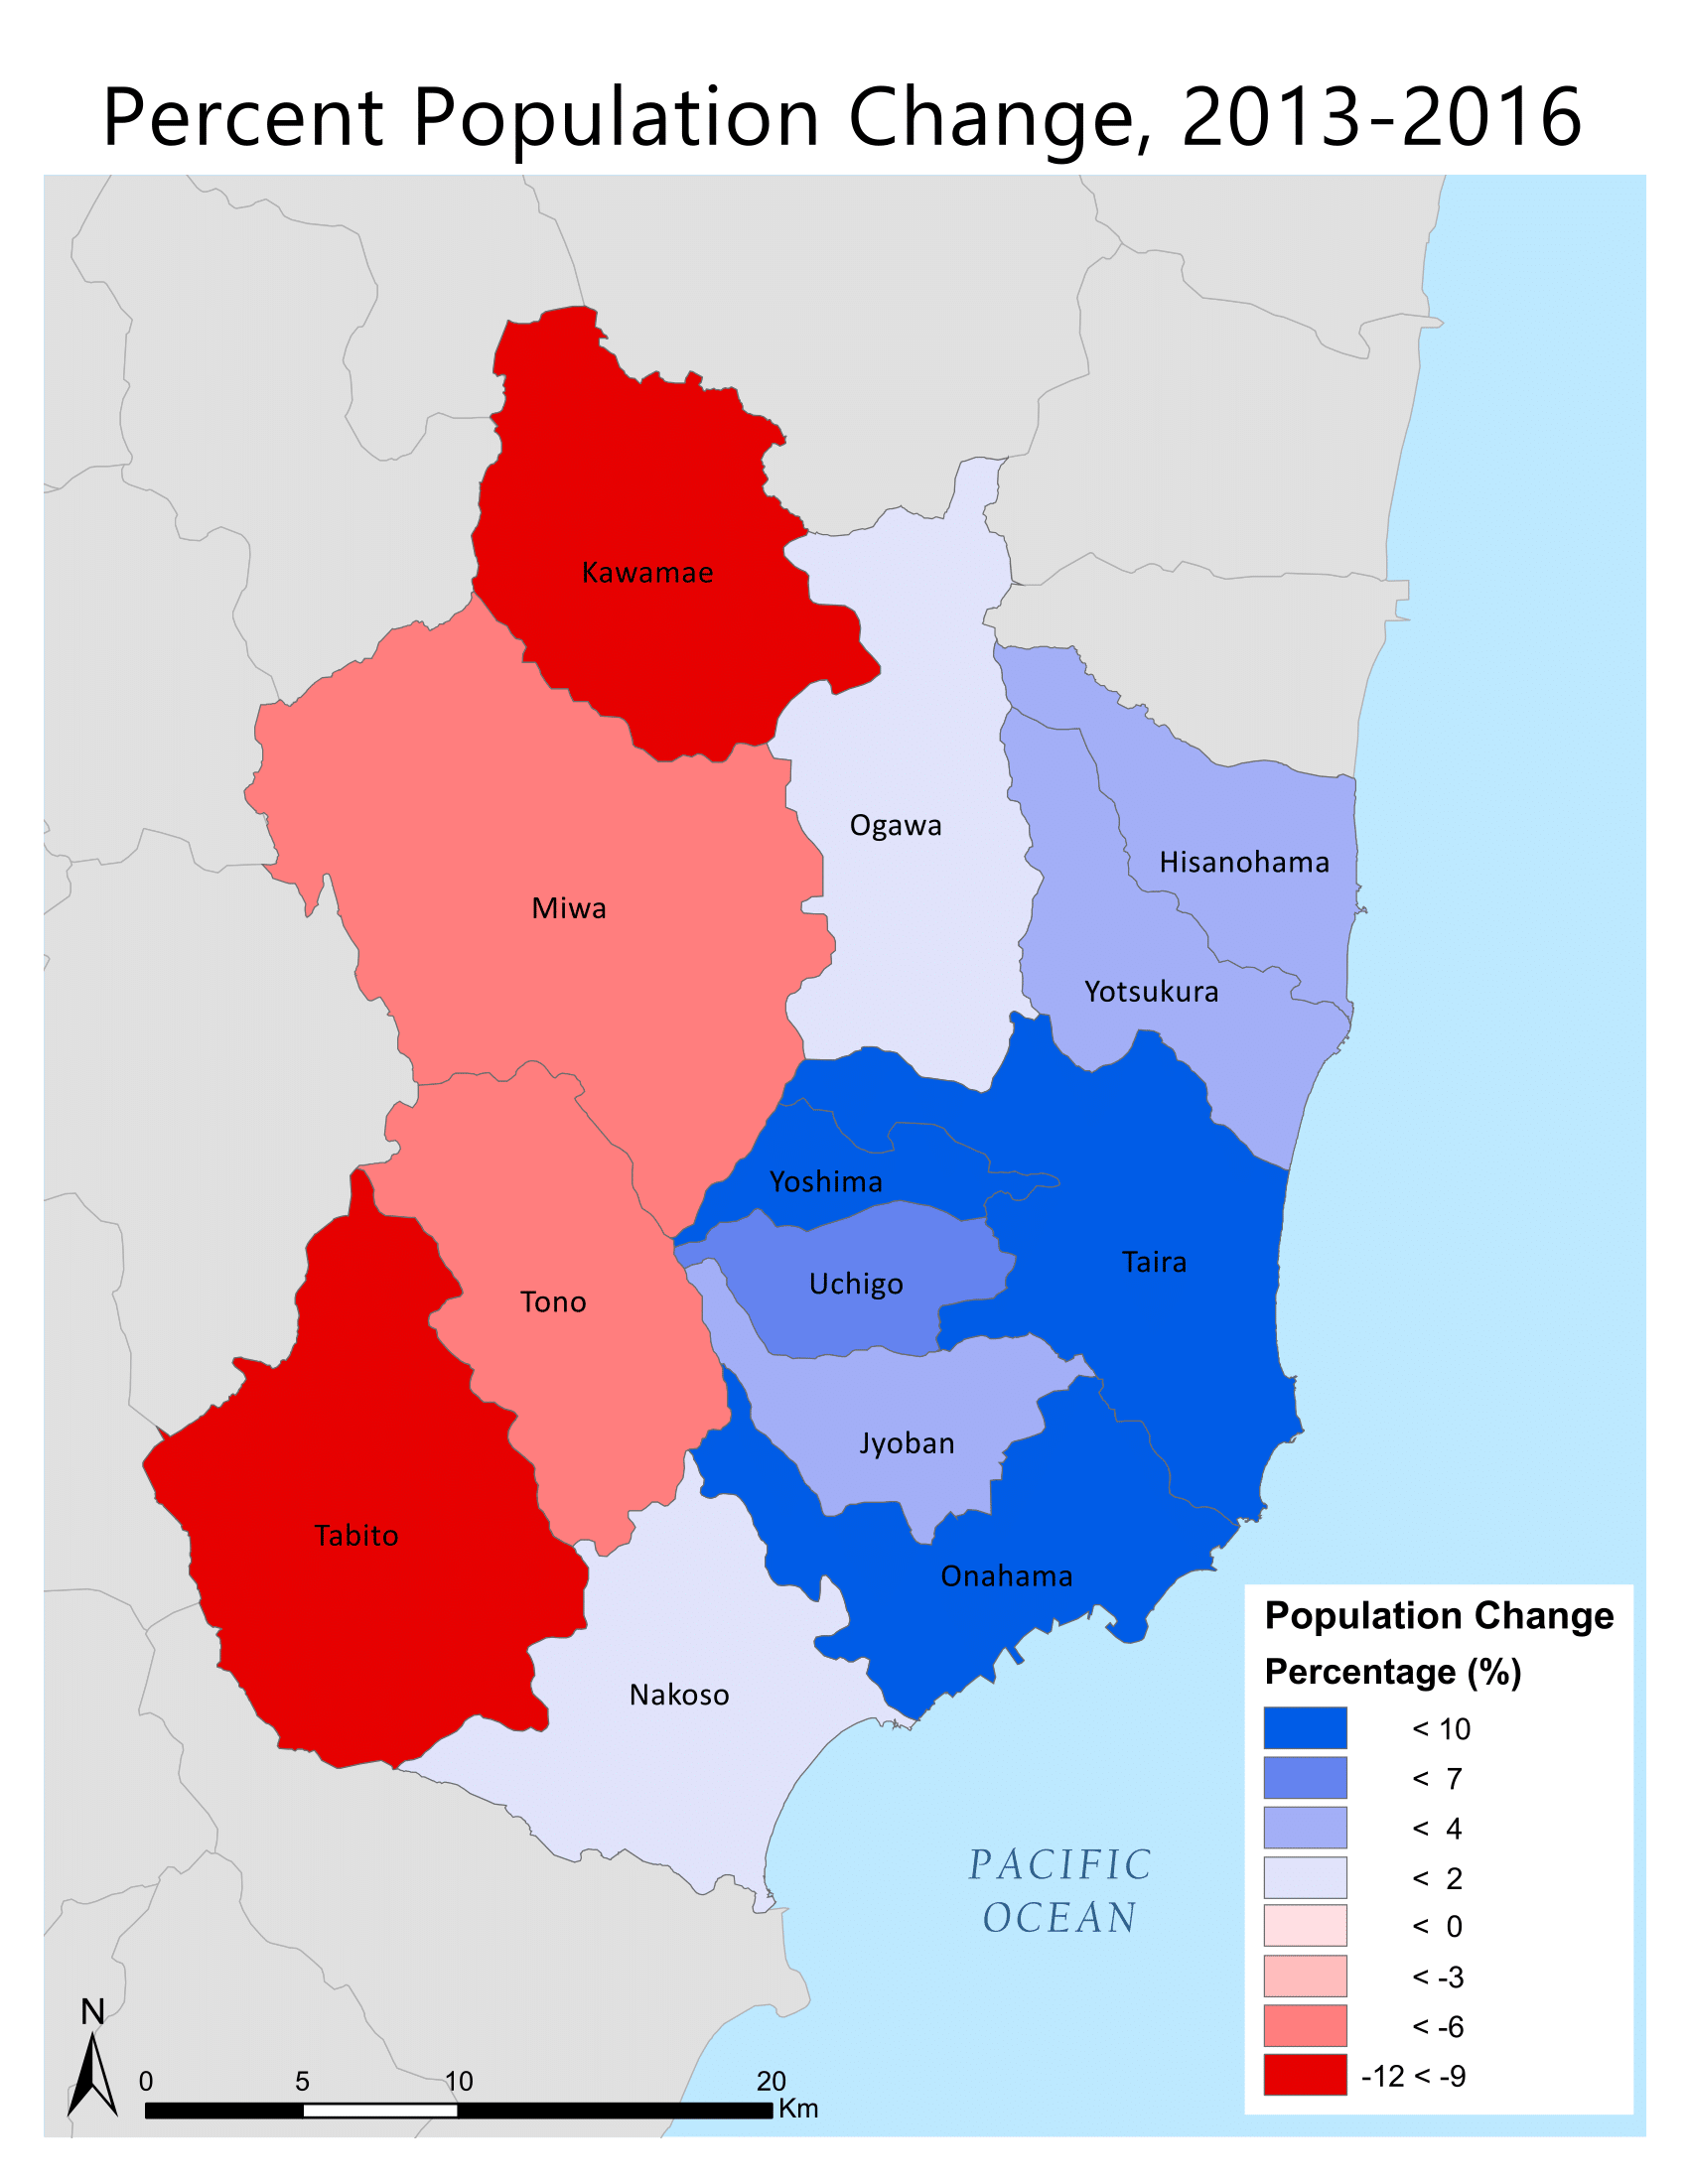 Percent Population Change, 2013-2016
Kawamae
Ogawa
Hisanohama
Miwa
Yotsukura
Yoshima
Taira
Uchigo
Tono
Jyoban
Tabito
Onahama
Nakoso
PACIFIC
OCEAN
Population Change
Percentage (%)
< 10
< 7
< 4
< 2
< 0
< -3
< -6
-12 < -9
N
0 5 10 20
Km